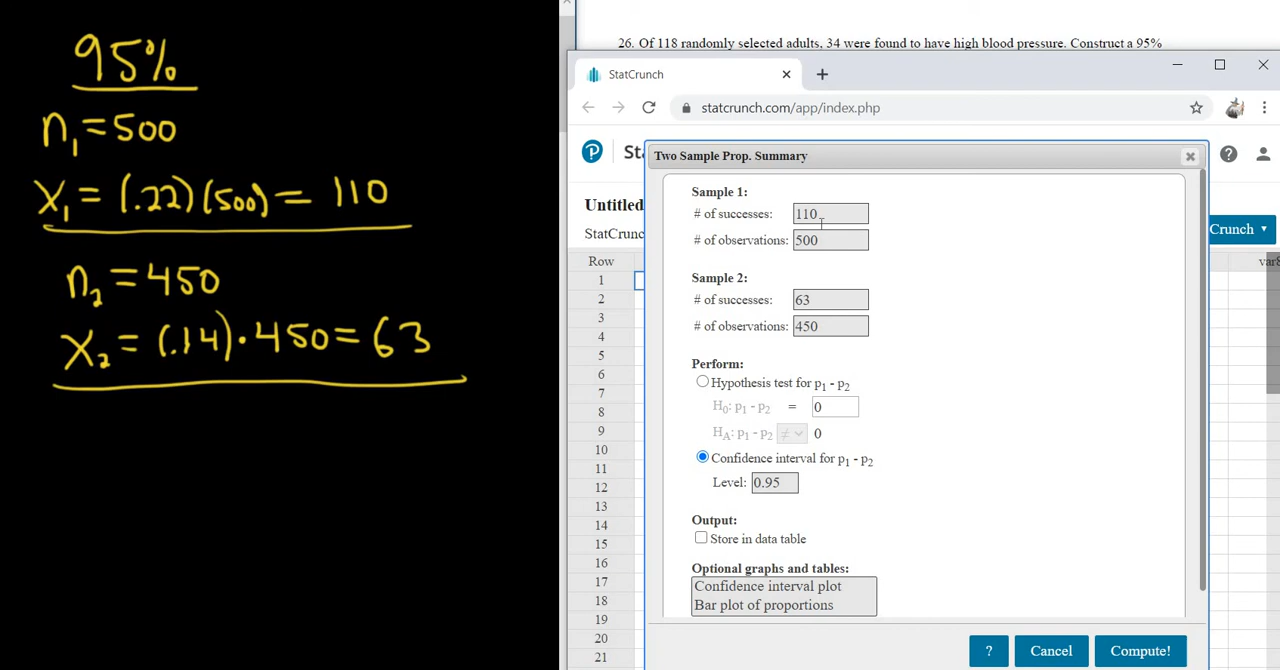 95%
n₁=500
x₁ = (.22)(500) = 110
n₂ = 450
x₂ = (.14)·450 = 63
26. Of 118 randomly selected adults, 34 were found to have high blood pressure. Construct a 95%
StatCrunch
statcrunch.com/app/index.php
P
St
Two Sample Prop. Summary
Untitled
StatCrunc
Crunch
Row
var8
1
2
3
4
5
6
7
8
9
10
11
12
13
14
15
16
17
18
19
20
21
Sample 1:
# of successes: 110
# of observations: 500
Sample 2:
# of successes: 63
# of observations: 450
Perform:
Hypothesis test for p₁ - p₂
H₀: p₁ - p₂ = 0
Hᴀ: p₁ - p₂ ≠ 0
Confidence interval for p₁ - p₂
Level: 0.95
Output:
Store in data table
Optional graphs and tables:
Confidence interval plot
Bar plot of proportions
? Cancel Compute!